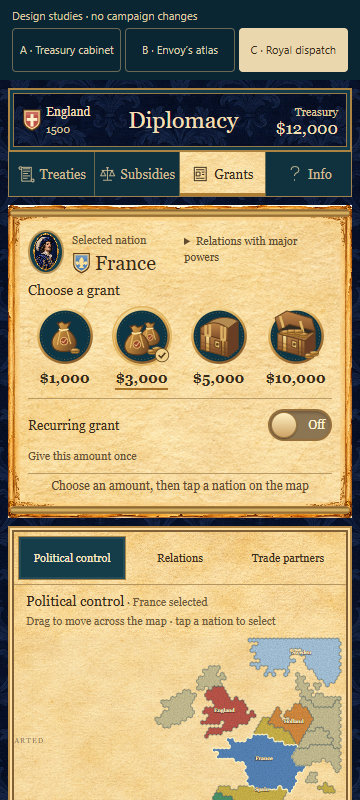 Design studies · no campaign changes
A · Treasury cabinet
B · Envoy's atlas
C · Royal dispatch
England
1500
Diplomacy
Treasury
$12,000
Treaties
Subsidies
Grants
? Info
Selected nation
France
▶ Relations with major
powers
Choose a grant
$1,000
$3,000
$5,000
$10,000
Recurring grant
Off
Give this amount once
Choose an amount, then tap a nation on the map
Political control
Relations
Trade partners
Political control · France selected
Drag to move across the map · tap a nation to select
England
Holland
France
ARTED